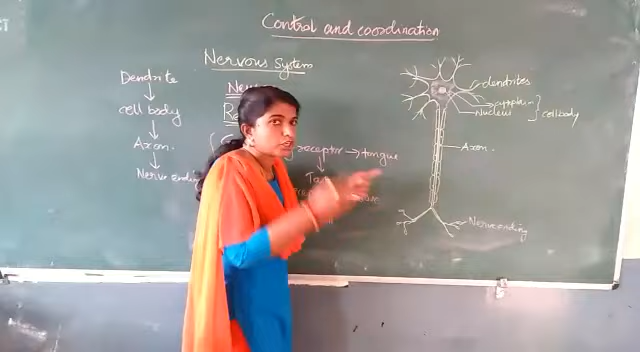 Control and coordination
Nervous System
Dendrite
cell body
Axon.
Nerve ending
receptor → tongue
dendrites
Nucleus
cell body
Axon.
Nerve ending